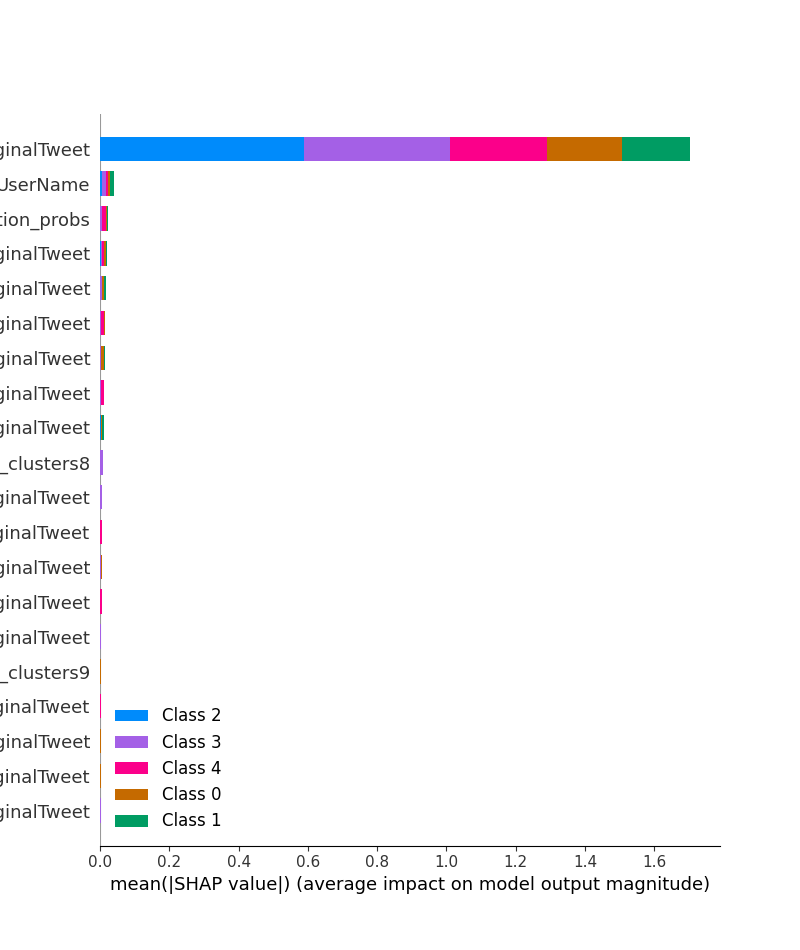 ginalTweet
UserName
tion_probs
ginalTweet
ginalTweet
ginalTweet
ginalTweet
ginalTweet
ginalTweet
_clusters8
ginalTweet
ginalTweet
ginalTweet
ginalTweet
ginalTweet
_clusters9
ginalTweet
ginalTweet
ginalTweet
ginalTweet
Class 2
Class 3
Class 4
Class 0
Class 1
0.0 0.2 0.4 0.6 0.8 1.0 1.2 1.4 1.6
mean(|SHAP value|) (average impact on model output magnitude)